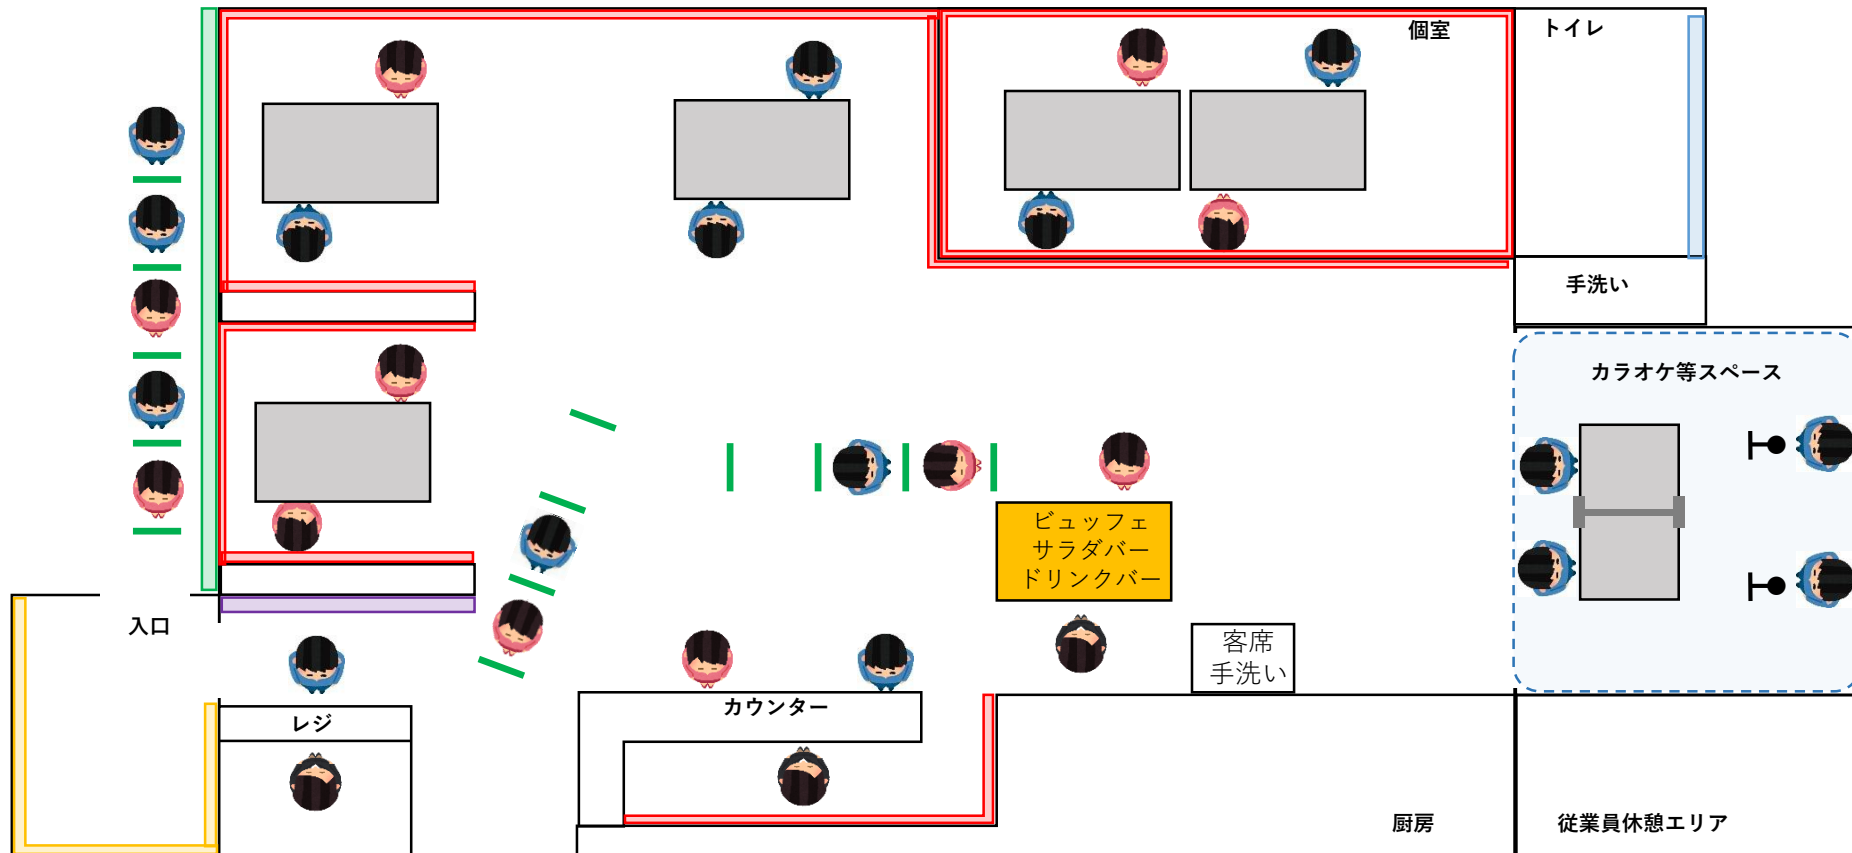 個室
トイレ
手洗い
カラオケ等スペース
ビュッフェ
サラダバー
ドリンクバー
入口
客席
手洗い
レジ
カウンター
厨房
従業員休憩エリア